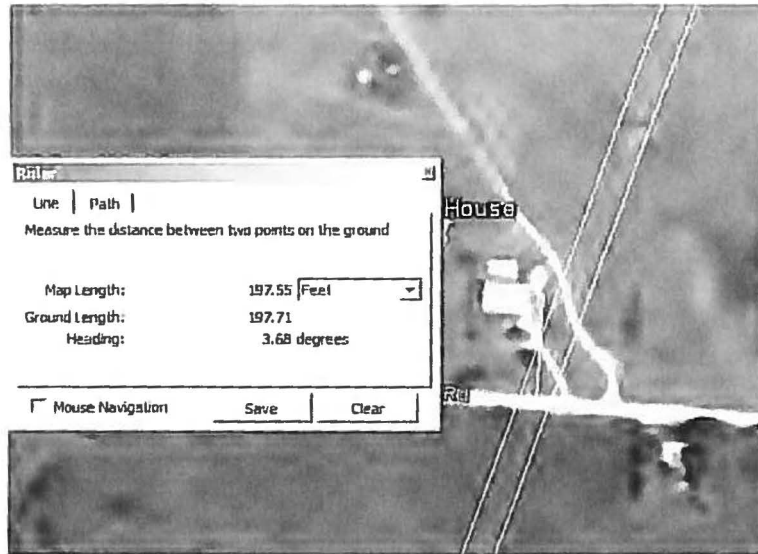 Ruler
Line Path
House
Measure the distance between two points on the ground
Map Length: 197.55 Feet
Ground Length: 197.71
Heading: 3.68 degrees
Rd
Mouse Navigation Save Clear